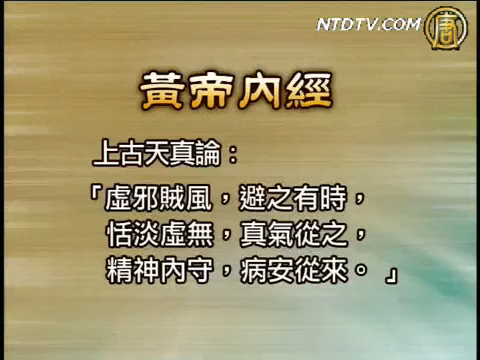 NTDTV.COM
唐
黃帝內經
上古天真論：
「虛邪賊風，避之有時，
恬淡虛無，真氣從之，
精神內守，病安從來。」